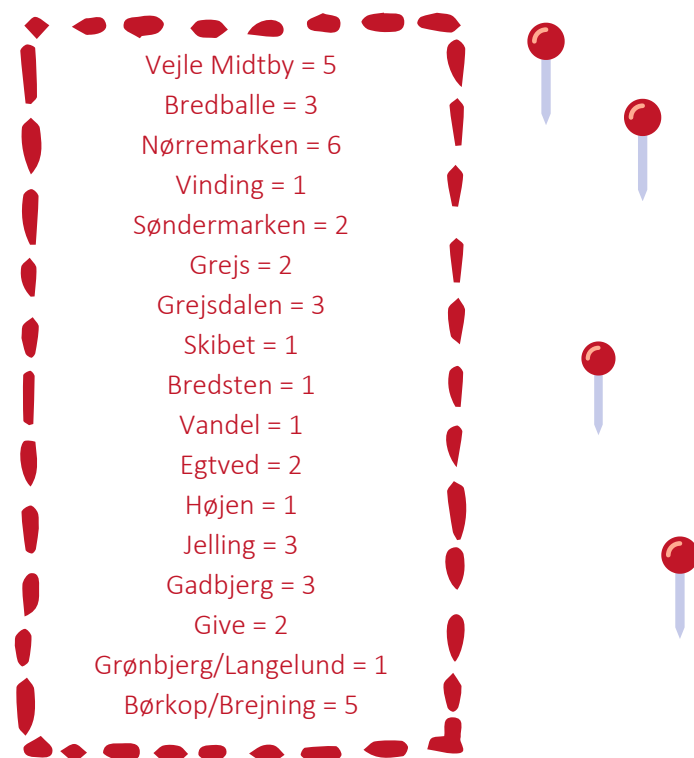 Vejle Midtby = 5
Bredballe = 3
Nørremarken = 6
Vinding = 1
Søndermarken = 2
Grejs = 2
Grejsdalen = 3
Skibet = 1
Bredsten = 1
Vandel = 1
Egtved = 2
Højen = 1
Jelling = 3
Gadbjerg = 3
Give = 2
Grønbjerg/Langelund = 1
Børkop/Brejning = 5